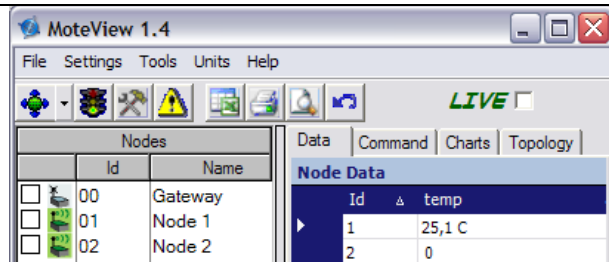 MoteView 1.4
File Settings Tools Units Help
LIVE
Nodes
Id Name
00 Gateway
01 Node 1
02 Node 2
Data Command Charts Topology
Node Data
Id temp
1 25,1 C
2 0